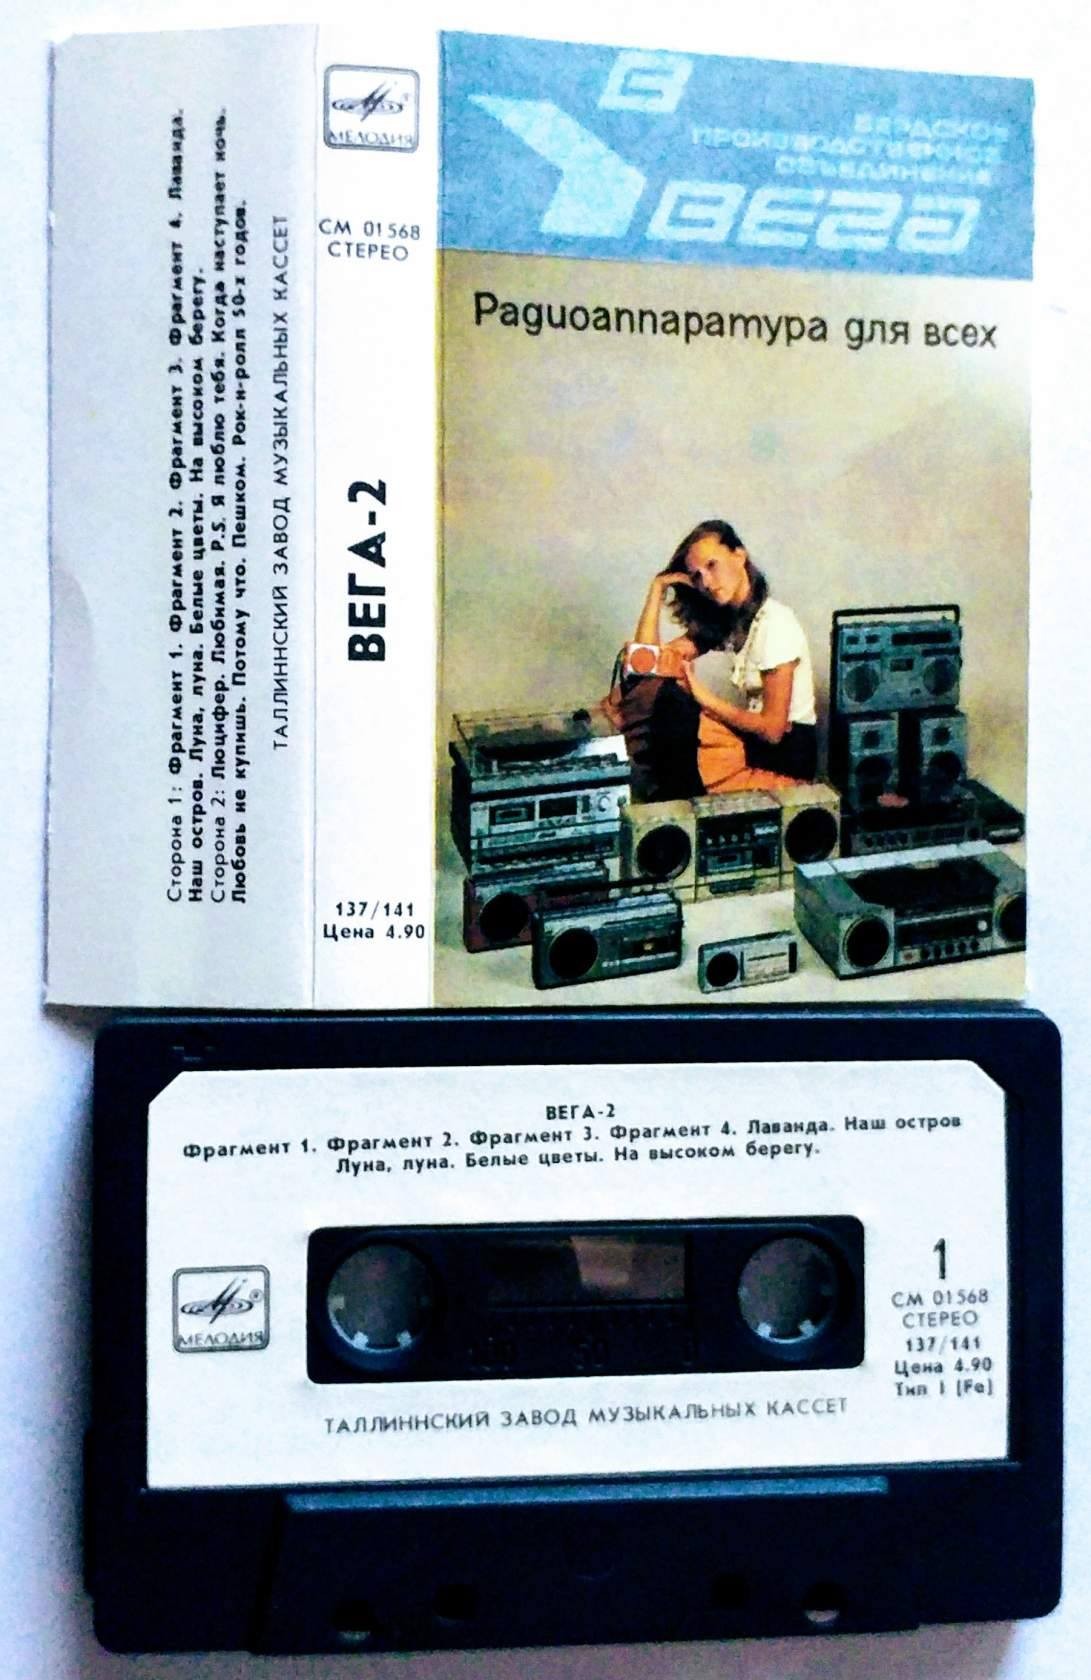 Сторона 1: Фрагмент 1. Фрагмент 2. Фрагмент 3. Фрагмент 4. Лаванда.
Наш остров. Луна, луна. Белые цветы. На высоком берегу.
Сторона 2: Люцифер. Любимая. P.S. Я люблю тебя. Когда наступает ночь.
Любовь не купишь. Потому что. Пешком. Рок-н-ролл 50-х годов.
ТАЛЛИННСКИЙ ЗАВОД МУЗЫКАЛЬНЫХ КАССЕТ
МЕЛОДИЯ
СМ 01568
СТЕРЕО
ВЕГА-2
137/141
Цена 4.90
БЕРДСКОЕ
ПРОИЗВОДСТВЕННОЕ
ОБЪЕДИНЕНИЕ
ВЕГА
Радиоаппаратура для всех
ВЕГА-2
Фрагмент 1. Фрагмент 2. Фрагмент 3. Фрагмент 4. Лаванда. Наш остров
Луна, луна. Белые цветы. На высоком берегу.
МЕЛОДИЯ
1
СМ 01568
СТЕРЕО
137/141
Цена 4.90
Тип I (Fe)
100 50 0
ТАЛЛИННСКИЙ ЗАВОД МУЗЫКАЛЬНЫХ КАССЕТ